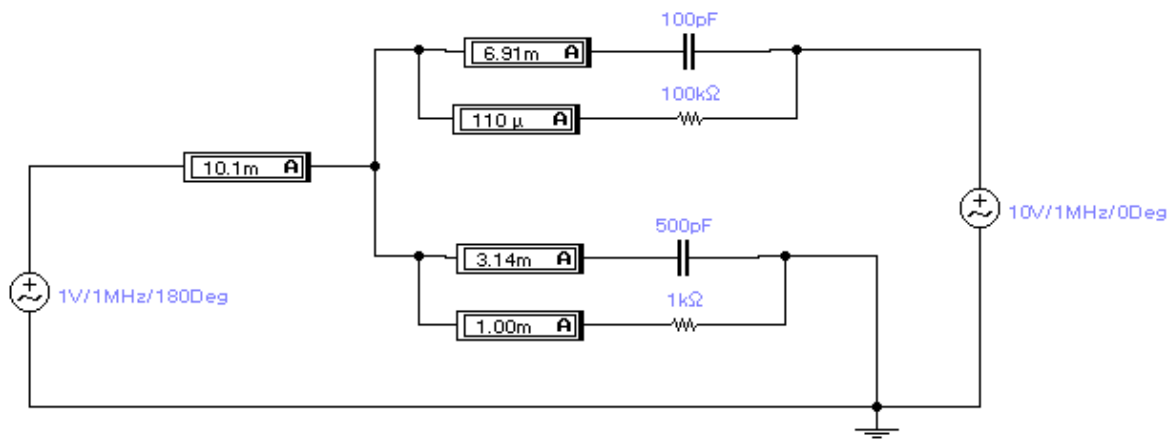 100pF
6.91m A
100kΩ
110 μ A
10.1m A
10V/1MHz/0Deg
500pF
3.14m A
1V/1MHz/180Deg
1kΩ
1.00m A